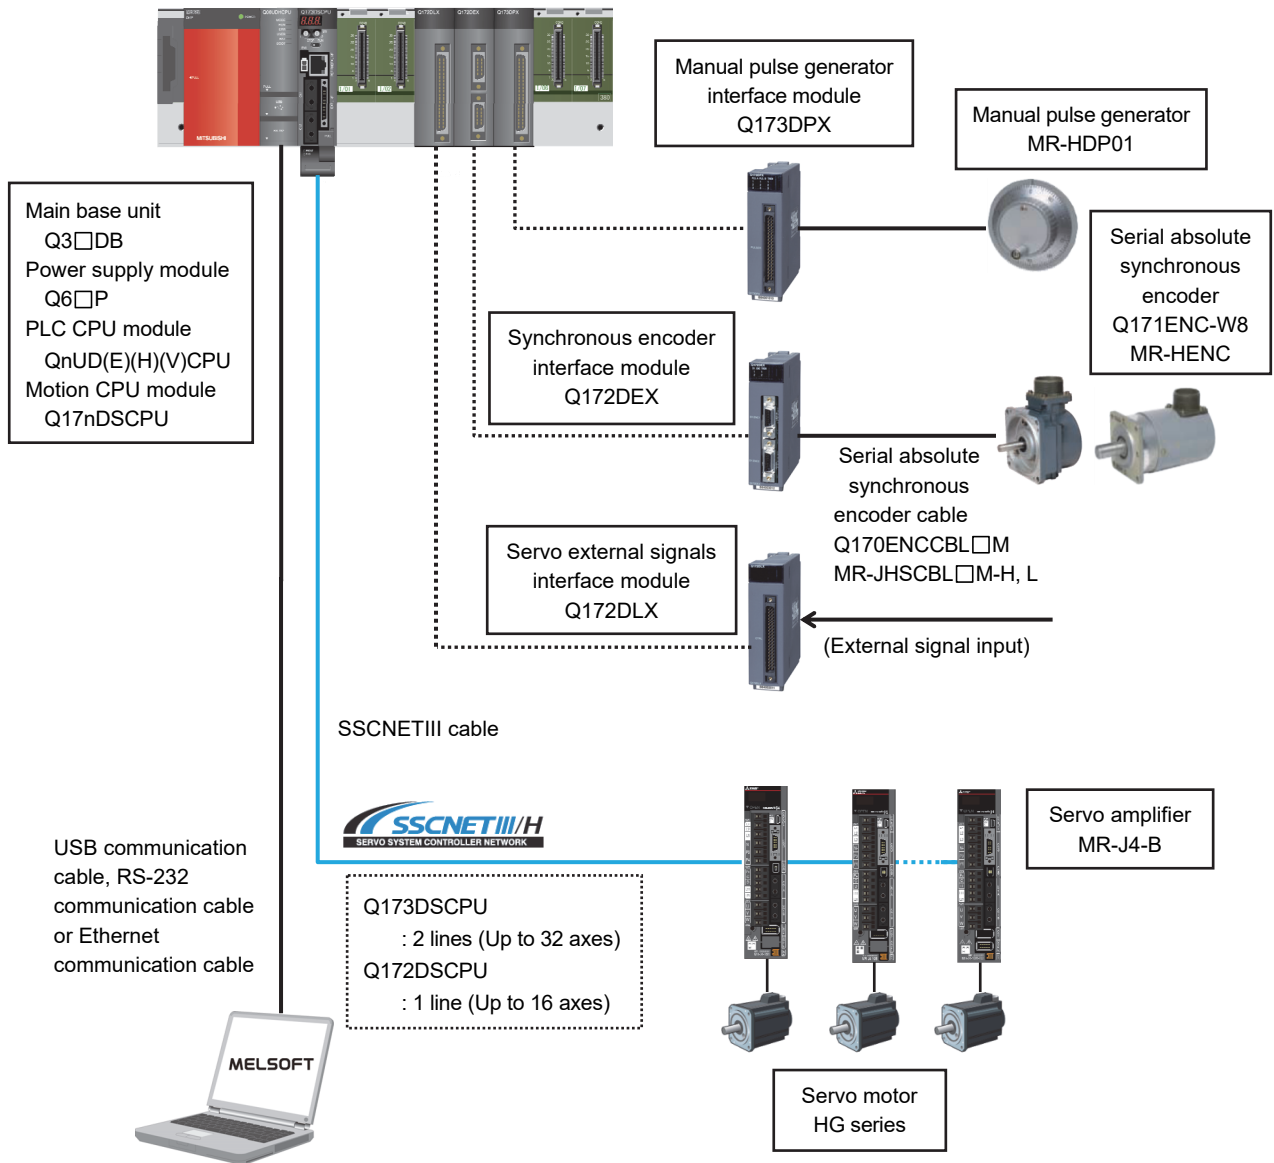 Q173DLX
Q172DEX
Q173DPX
MITSUBISHI
Manual pulse generator
interface module
Q173DPX
Manual pulse generator
MR-HDP01
Main base unit
Q3□DB
Power supply module
Q6□P
PLC CPU module
QnUD(E)(H)(V)CPU
Motion CPU module
Q17nDSCPU
Serial absolute
synchronous
encoder
Q171ENC-W8
MR-HENC
Synchronous encoder
interface module
Q172DEX
Serial absolute
synchronous
encoder cable
Q170ENCCBL□M
MR-JHSCBL□M-H, L
Servo external signals
interface module
Q172DLX
(External signal input)
SSCNETIII cable
SSCNETIII/H
SERVO SYSTEM CONTROLLER NETWORK
Servo amplifier
MR-J4-B
USB communication
cable, RS-232
communication cable
or Ethernet
communication cable
Q173DSCPU
: 2 lines (Up to 32 axes)
Q172DSCPU
: 1 line (Up to 16 axes)
MELSOFT
Servo motor
HG series